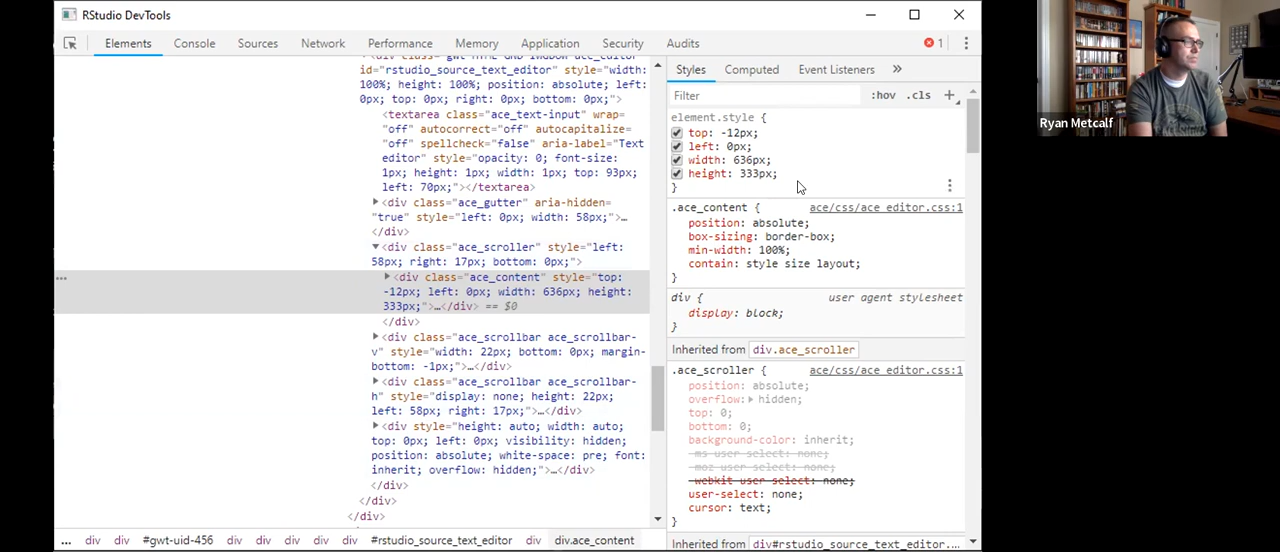 RStudio DevTools
Elements
Console
Sources
Network
Performance
Memory
Application
Security
Audits
1
id="rstudio_source_text_editor" style="width:
100%; height: 100%; position: absolute; left:
0px; top: 0px; right: 0px; bottom: 0px;">
<textarea class="ace_text-input" wrap=
"off" autocorrect="off" autocapitalize=
"off" spellcheck="false" aria-label="Text
editor" style="opacity: 0; font-size:
1px; height: 1px; width: 1px; top: 93px;
left: 70px;"></textarea>
<div class="ace_gutter" aria-hidden=
"true" style="left: 0px; width: 58px;">…
</div>
<div class="ace_scroller" style="left:
58px; right: 17px; bottom: 0px;">
… <div class="ace_content" style="top:
-12px; left: 0px; width: 636px; height:
333px;">…</div> == $0
</div>
<div class="ace_scrollbar ace_scrollbar-
v" style="width: 22px; bottom: 0px; margin-
bottom: -1px;">…</div>
<div class="ace_scrollbar ace_scrollbar-
h" style="display: none; height: 22px;
left: 58px; right: 17px;">…</div>
<div style="height: auto; width: auto;
top: 0px; left: 0px; visibility: hidden;
position: absolute; white-space: pre; font:
inherit; overflow: hidden;">…</div>
</div>
</div>
</div>
... div div #gwt-uid-456 div div div div #rstudio_source_text_editor div div.ace_content
Styles
Computed
Event Listeners
»
Filter
:hov .cls +
element.style {
top: -12px;
left: 0px;
width: 636px;
height: 333px;
}
.ace_content { ace/css/ace_editor.css:1
position: absolute;
box-sizing: border-box;
min-width: 100%;
contain: style size layout;
}
div { user agent stylesheet
display: block;
}
Inherited from div.ace_scroller
.ace_scroller { ace/css/ace_editor.css:1
position: absolute;
overflow: hidden;
top: 0;
bottom: 0;
background-color: inherit;
-ms-user-select: none;
-moz-user-select: none;
-webkit-user-select: none;
user-select: none;
cursor: text;
}
Inherited from div#rstudio_source_text_editor.…
Ryan Metcalf